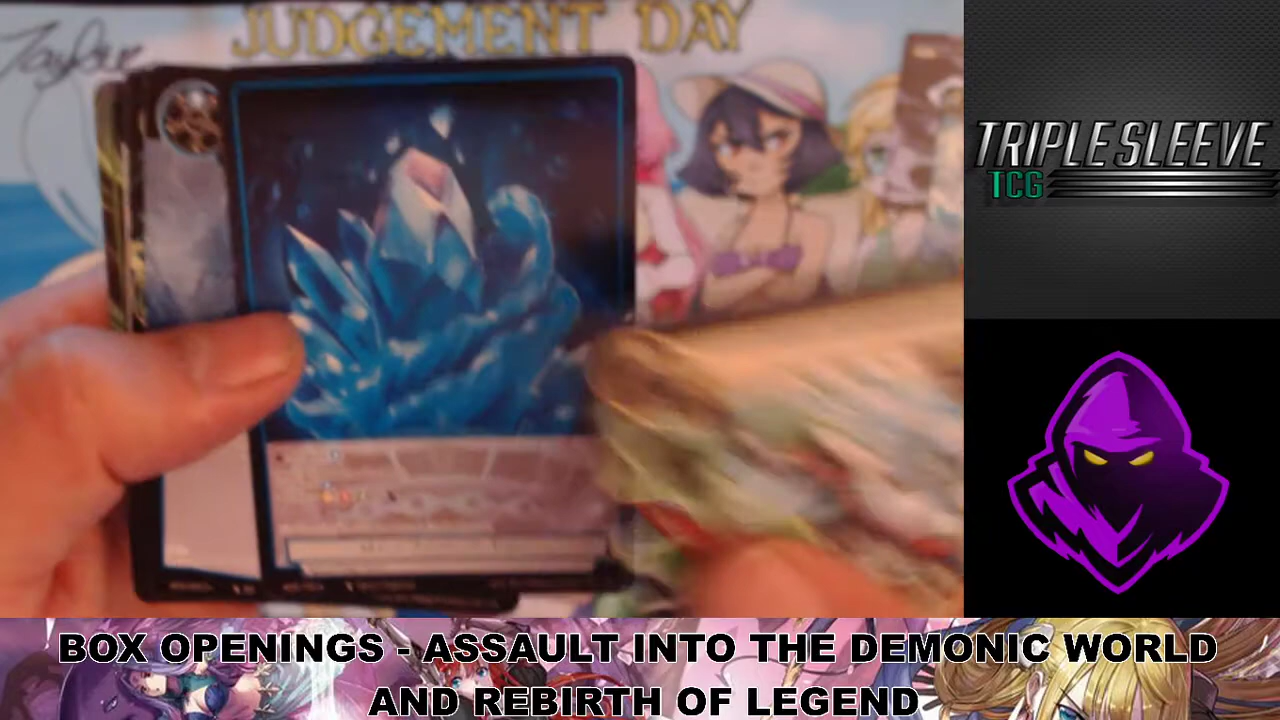 JUDGEMENT DAY
TRIPLE SLEEVE
TCG
BOX OPENINGS - ASSAULT INTO THE DEMONIC WORLD
AND REBIRTH OF LEGEND